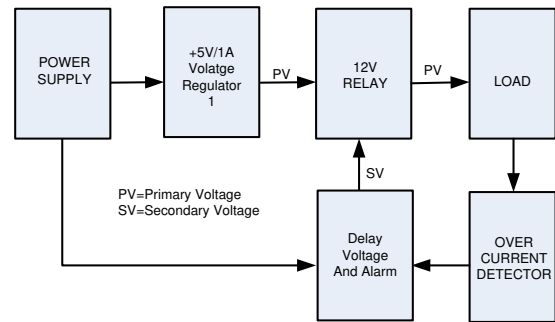 POWER
SUPPLY
+5V/1A
Volatge
Regulator
1
PV
12V
RELAY
PV
LOAD
SV
PV=Primary Voltage
SV=Secondary Voltage
Delay
Voltage
And Alarm
OVER
CURRENT
DETECTOR